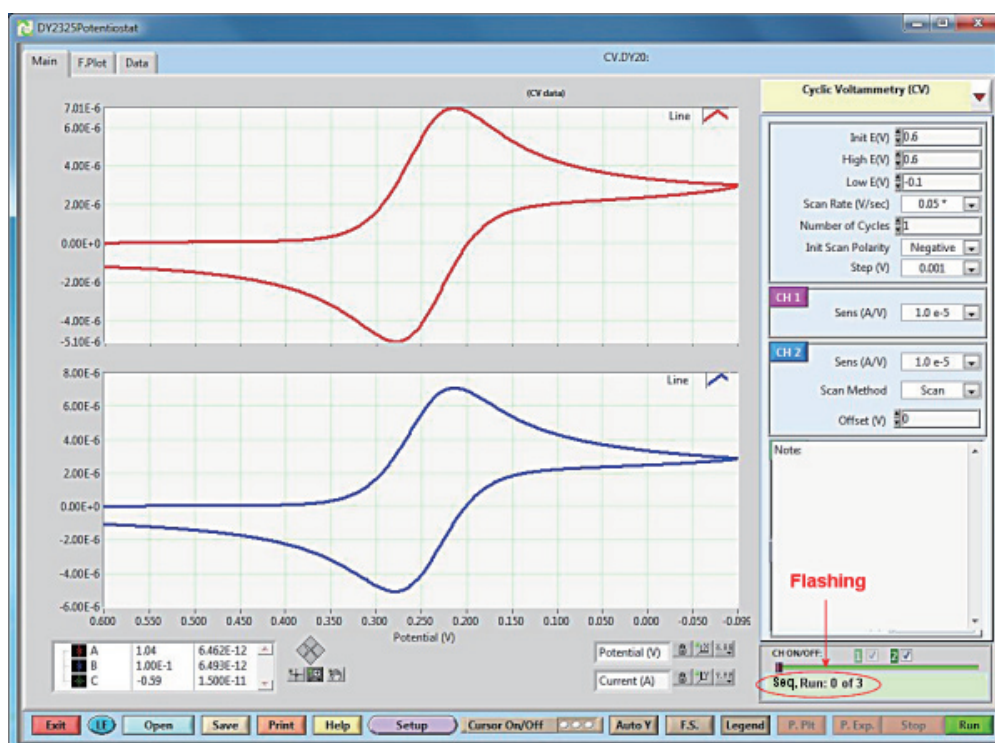 DY2325Potentiostat
Main F.Plot Data
CV.DY20:
(CV data)
Line
7.01E-6
6.00E-6
4.00E-6
2.00E-6
0.00E+0
-2.00E-6
-4.00E-6
-5.10E-6
Line
8.00E-6
6.00E-6
4.00E-6
2.00E-6
0.00E+0
-2.00E-6
-4.00E-6
-6.00E-6
0.600 0.550 0.500 0.450 0.400 0.350 0.300 0.250 0.200 0.150 0.100 0.050 0.000 -0.050 -0.095
Potential (V)
A 1.04 6.462E-12
B 1.00E-1 6.493E-12
C -0.59 1.500E-11
Potential (V)
Current (A)
Cyclic Voltammetry (CV)
Init E(V) 0.6
High E(V) 0.6
Low E(V) -0.1
Scan Rate (V/sec) 0.05 *
Number of Cycles 1
Init Scan Polarity Negative
Step (V) 0.001
CH 1
Sens (A/V) 1.0 e-5
CH 2
Sens (A/V) 1.0 e-5
Scan Method Scan
Offset (V) 0
Note:
Flashing
CH ON/OFF: 1 2
Seq, Run: 0 of 3
Exit LF Open Save Print Help Setup Cursor On/Off Auto Y F.S. Legend P. Plt P. Exp. Stop Run